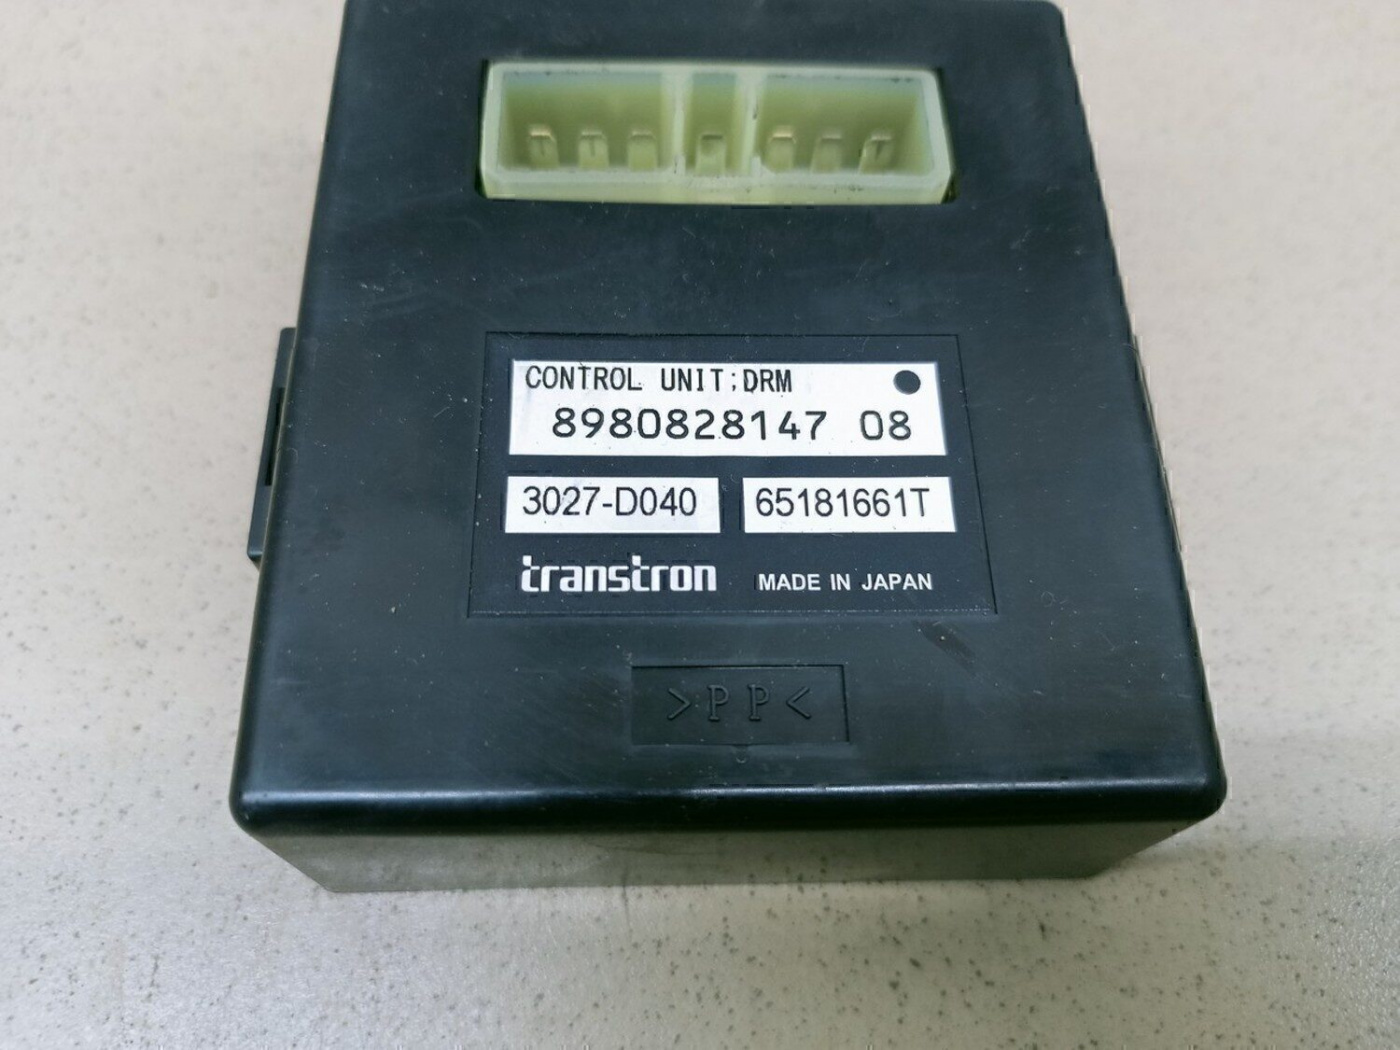 CONTROL UNIT;DRM
8980828147 08
3027-D040 65181661T
transtron MADE IN JAPAN
>PP<